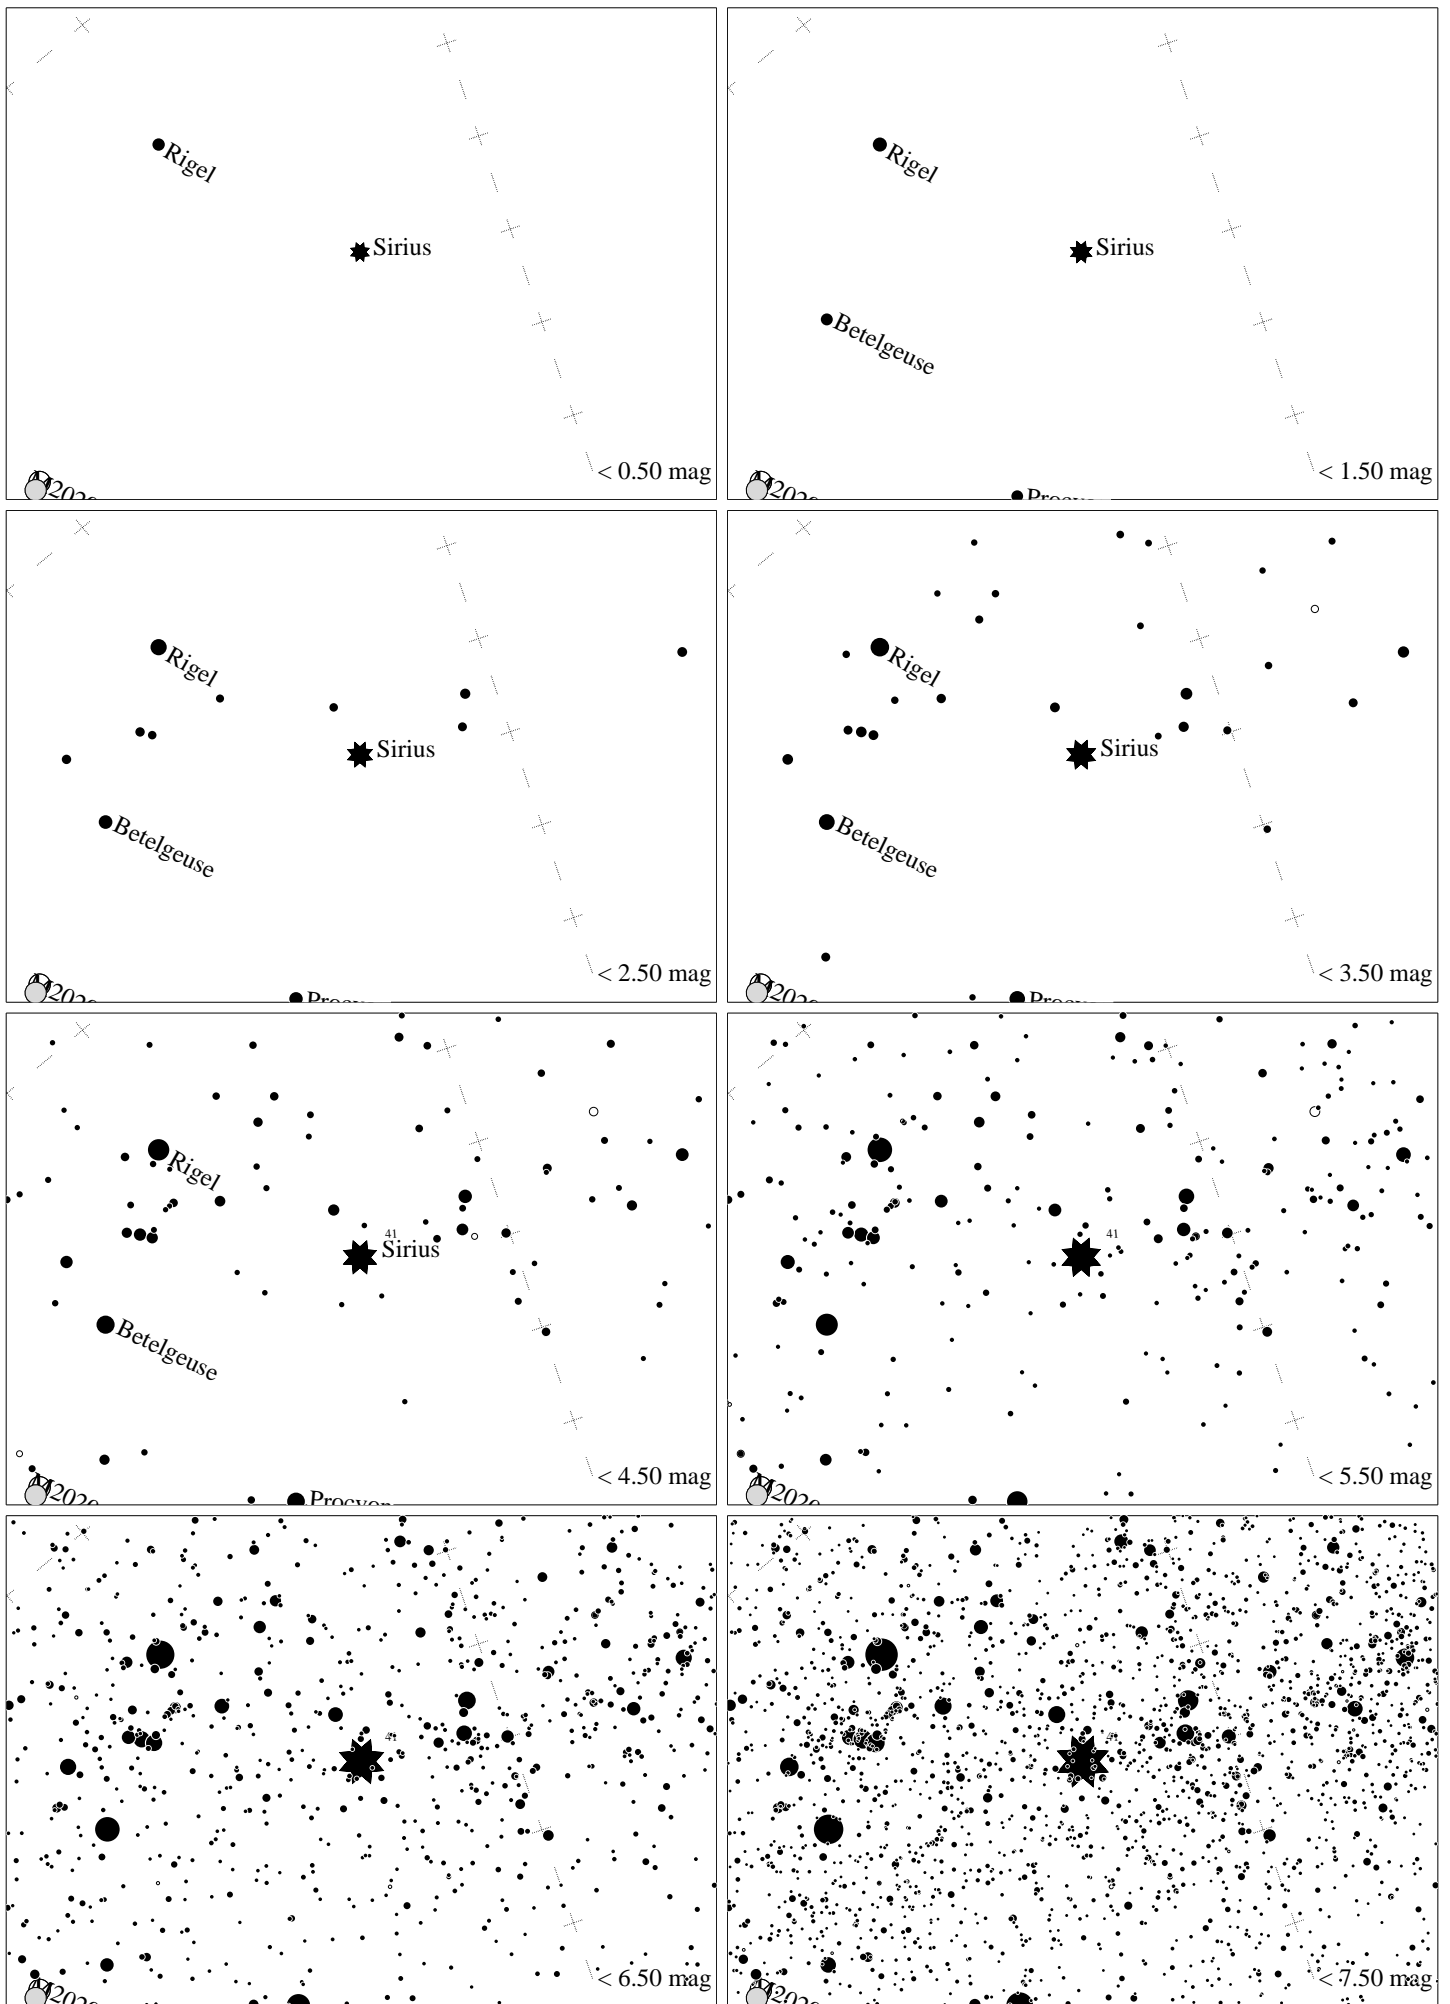 Rigel
Sirius
< 0.50 mag
Rigel
Sirius
Betelgeuse
< 1.50 mag
Rigel
Sirius
Betelgeuse
< 2.50 mag
Rigel
Sirius
Betelgeuse
< 3.50 mag
Rigel
41
Sirius
Betelgeuse
< 4.50 mag
Procyon
41
< 5.50 mag
< 6.50 mag
< 7.50 mag